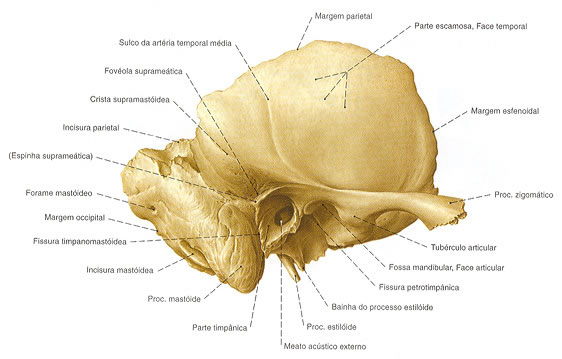 Margem parietal
Parte escamosa, Face temporal
Sulco da artéria temporal média
Fovéola suprameática
Crista supramastóidea
Margem esfenoidal
Incisura parietal
(Espinha suprameática)
Forame mastóideo
Proc. zigomático
Margem occipital
Fissura timpanomastóidea
Tubérculo articular
Incisura mastóidea
Fossa mandibular, Face articular
Fissura petrotimpânica
Proc. mastóide
Bainha do processo estilóide
Parte timpânica
Proc. estilóide
Meato acústico externo